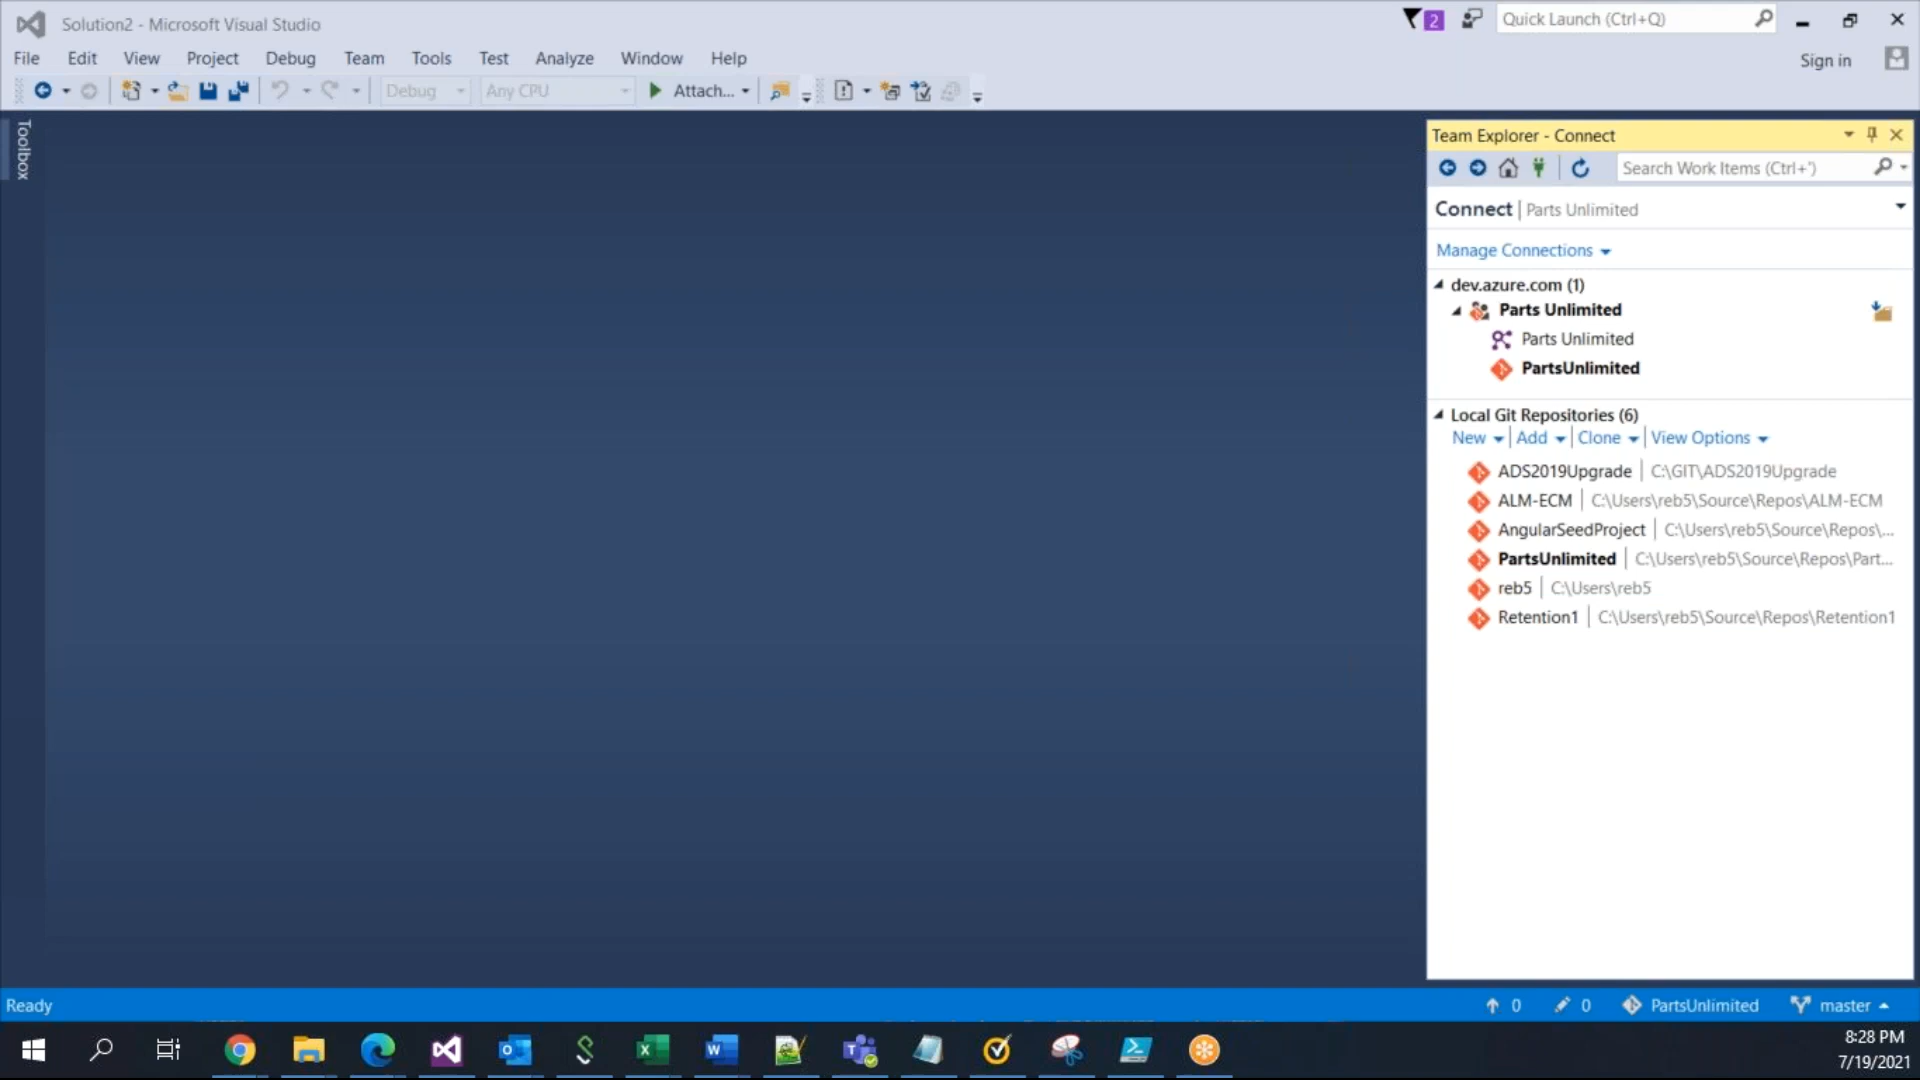 Solution2 - Microsoft Visual Studio
2
Quick Launch (Ctrl+Q)
File Edit View Project Debug Team Tools Test Analyze Window Help
Sign in
Debug Any CPU Attach...
Toolbox
Team Explorer - Connect
Search Work Items (Ctrl+')
Connect | Parts Unlimited
Manage Connections
dev.azure.com (1)
Parts Unlimited
Parts Unlimited
PartsUnlimited
Local Git Repositories (6)
New | Add | Clone | View Options
ADS2019Upgrade | C:\GIT\ADS2019Upgrade
ALM-ECM | C:\Users\reb5\Source\Repos\ALM-ECM
AngularSeedProject | C:\Users\reb5\Source\Repos\...
PartsUnlimited | C:\Users\reb5\Source\Repos\Part...
reb5 | C:\Users\reb5
Retention1 | C:\Users\reb5\Source\Repos\Retention1
Ready
0 0 PartsUnlimited master
8:28 PM
7/19/2021